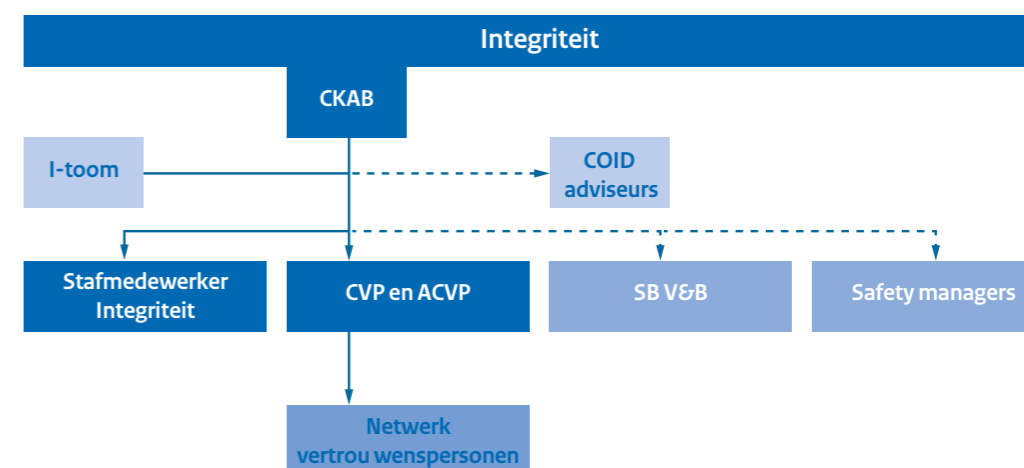 Integriteit
CKAB
I-toom
COID
adviseurs
Stafmedewerker
Integriteit
CVP en ACVP
SB V&B
Safety managers
Netwerk
vertrou wenspersonen